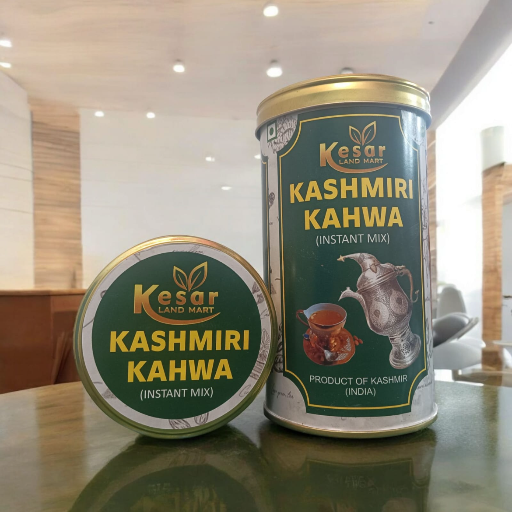 Kesar
LAND MART
KASHMIRI
KAHWA
(INSTANT MIX)
PRODUCT OF KASHMIR
(INDIA)
Kesar
LAND MART
KASHMIRI
KAHWA
(INSTANT MIX)